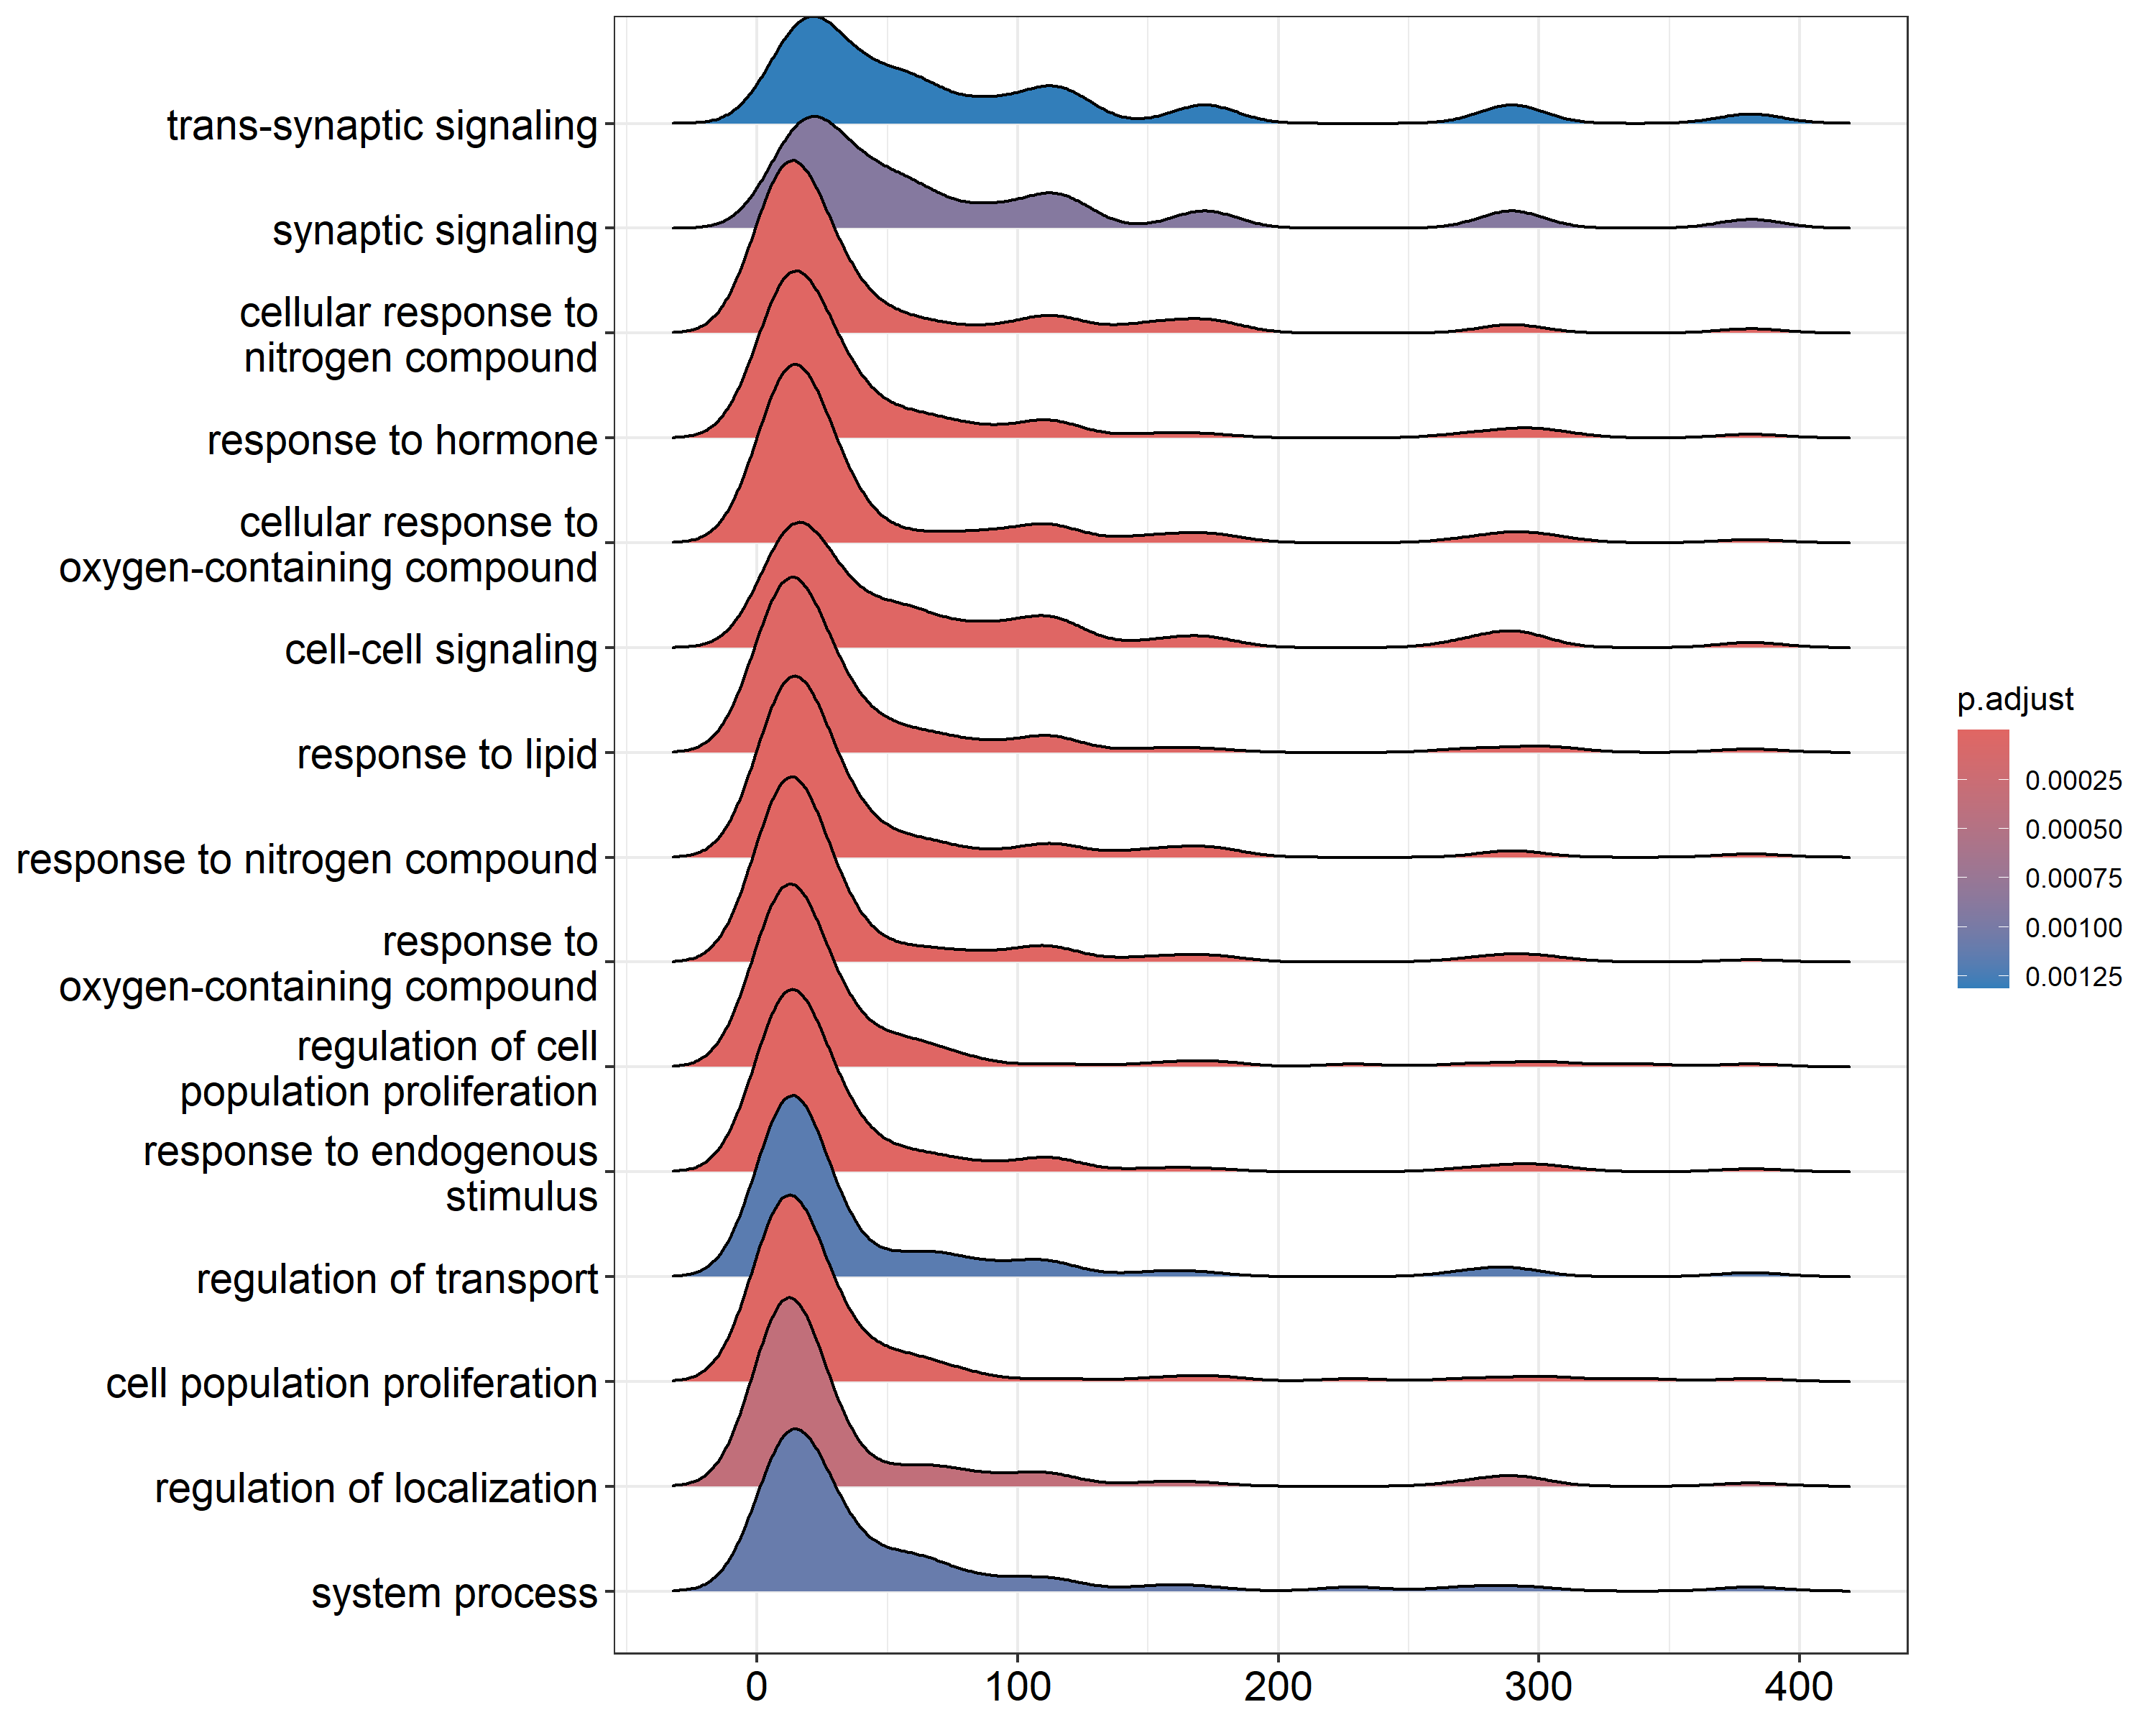 trans-synaptic signaling
synaptic signaling
cellular response to
nitrogen compound
response to hormone
cellular response to
oxygen-containing compound
cell-cell signaling
response to lipid
response to nitrogen compound
response to
oxygen-containing compound
regulation of cell
population proliferation
response to endogenous
stimulus
regulation of transport
cell population proliferation
regulation of localization
system process
0 100 200 300 400
p.adjust
0.00025
0.00050
0.00075
0.00100
0.00125